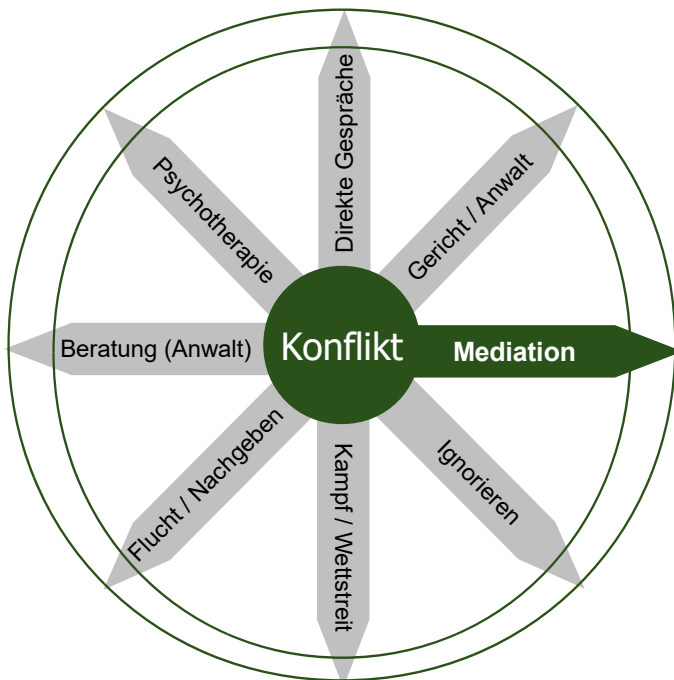 Direkte Gespräche
Psychotherapie
Gericht / Anwalt
Beratung (Anwalt)
Konflikt
Mediation
Flucht / Nachgeben
Kampf / Wettstreit
Ignorieren